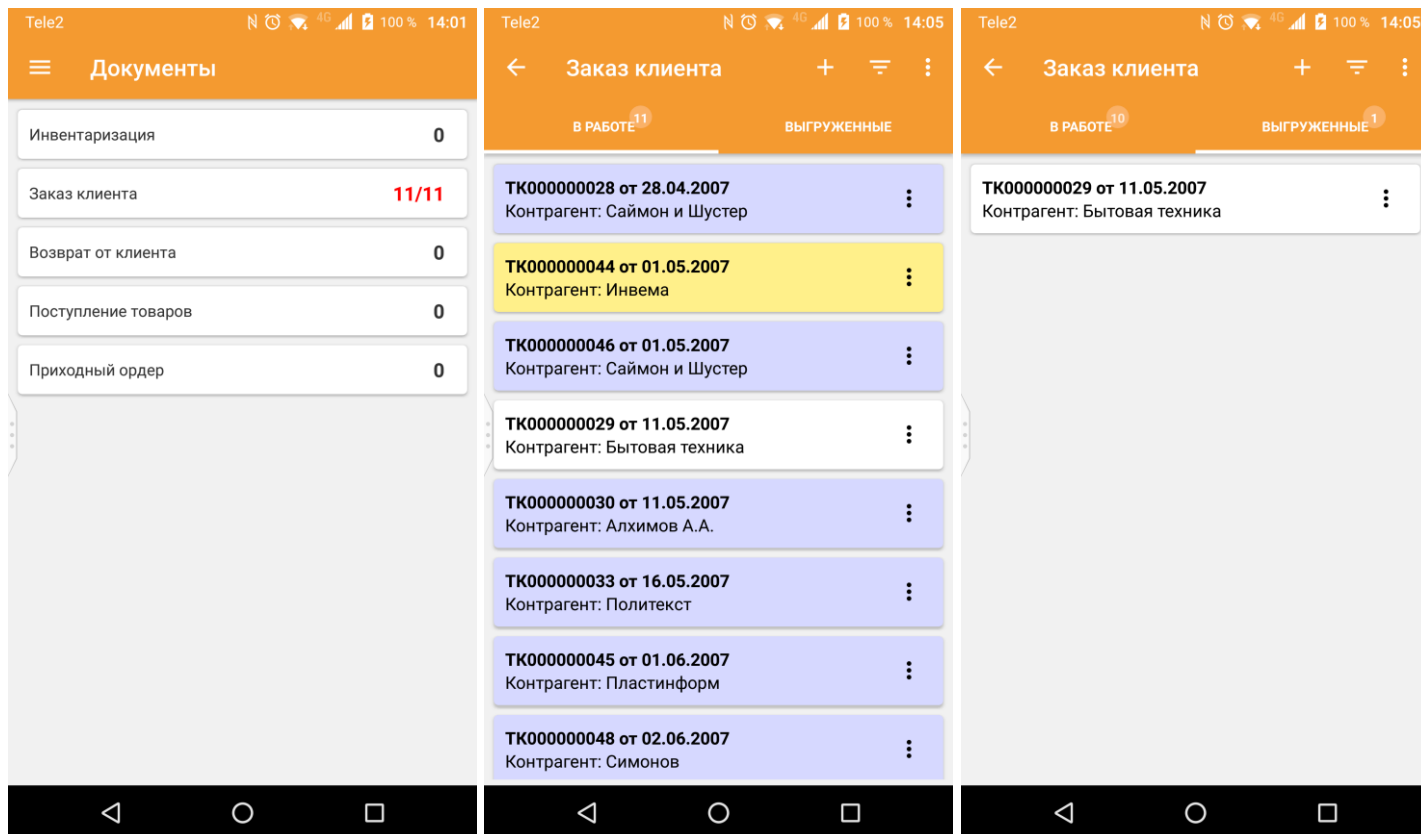 Tele2 4G 100 % 14:01
Документы
Инвентаризация 0
Заказ клиента 11/11
Возврат от клиента 0
Поступление товаров 0
Приходный ордер 0
Tele2 4G 100 % 14:05
Заказ клиента
В РАБОТЕ 11 ВЫГРУЖЕННЫЕ
ТК000000028 от 28.04.2007
Контрагент: Саймон и Шустер
ТК000000044 от 01.05.2007
Контрагент: Инвема
ТК000000046 от 01.05.2007
Контрагент: Саймон и Шустер
ТК000000029 от 11.05.2007
Контрагент: Бытовая техника
ТК000000030 от 11.05.2007
Контрагент: Алхимов А.А.
ТК000000033 от 16.05.2007
Контрагент: Политекст
ТК000000045 от 01.06.2007
Контрагент: Пластинформ
ТК000000048 от 02.06.2007
Контрагент: Симонов
Tele2 4G 100 % 14:05
Заказ клиента
В РАБОТЕ 10 ВЫГРУЖЕННЫЕ 1
ТК000000029 от 11.05.2007
Контрагент: Бытовая техника